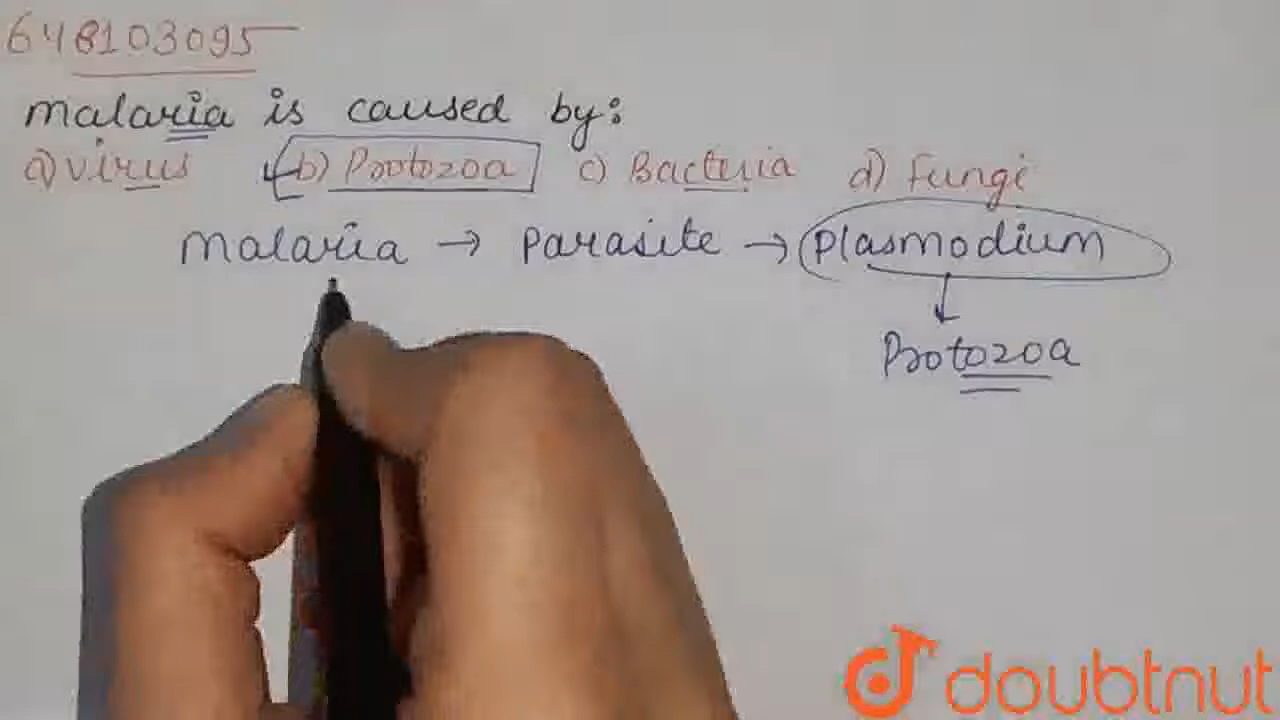 648103095
malaria is caused by:
a) virus b) Protozoa c) Bacteria d) Fungi
malaria → Parasite → Plasmodium
↓
Protozoa
doubtnut